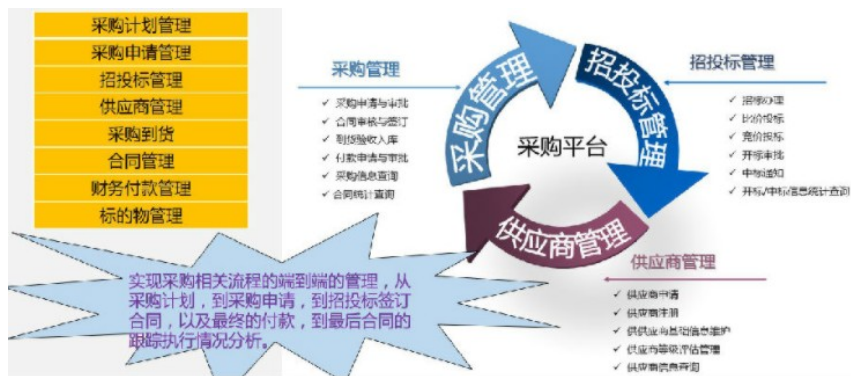 采购计划管理
采购申请管理
招投标管理
供应商管理
采购到货
合同管理
财务付款管理
标的物管理
实现采购相关流程的端到端的管理，从
采购计划，到采购申请，到招投标签订
合同，以及最终的付款，到最后合同的
跟踪执行情况分析。
采购管理
✓ 采购申请与审批
✓ 合同审核与签订
✓ 到货验收入库
✓ 付款申请与审批
✓ 采购信息查询
✓ 合同统计查询
采购管理
招投标管理
供应商管理
采购平台
招投标管理
✓ 招标办理
✓ 比价投标
✓ 竞价投标
✓ 开标审批
✓ 中标通知
✓ 开标/中标信息统计查询
供应商管理
✓ 供应商申请
✓ 供应商注册
✓ 供供应商基础信息维护
✓ 供应商等级评估管理
✓ 供应商信息查询